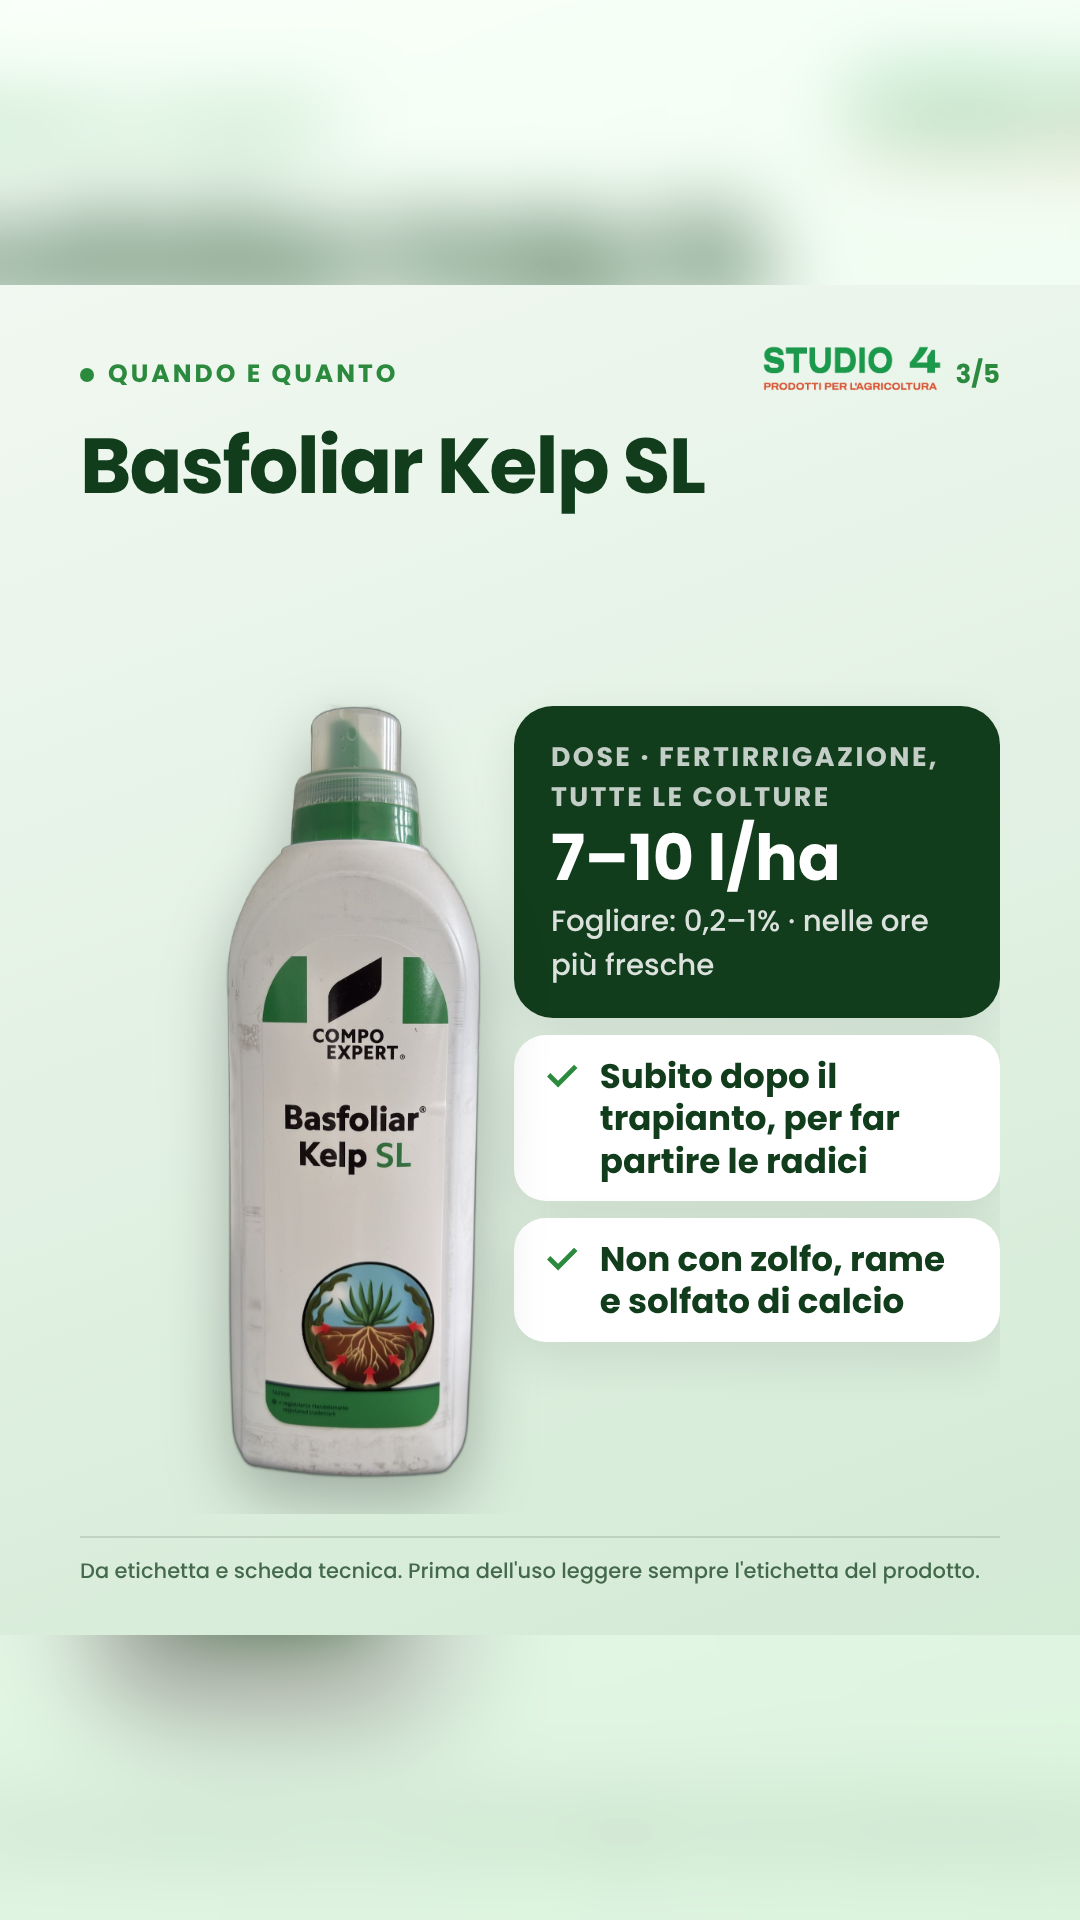 QUANDO E QUANTO
STUDIO 4
PRODOTTI PER L'AGRICOLTURA
3/5
Basfoliar Kelp SL
DOSE · FERTIRRIGAZIONE,
TUTTE LE COLTURE
7–10 l/ha
Fogliare: 0,2–1% · nelle ore
più fresche
Subito dopo il
trapianto, per far
partire le radici
Non con zolfo, rame
e solfato di calcio
COMPO
EXPERT®
Basfoliar®
Kelp SL
Da etichetta e scheda tecnica. Prima dell'uso leggere sempre l'etichetta del prodotto.